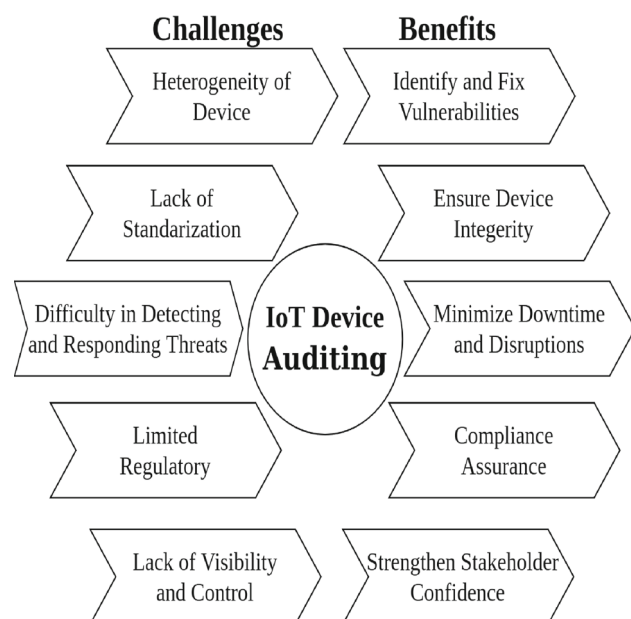 Challenges
Heterogeneity of
Device
Lack of
Standarization
Difficulty in Detecting
and Responding Threats
Limited
Regulatory
Lack of Visibility
and Control
IoT Device
Auditing
Benefits
Identify and Fix
Vulnerabilities
Ensure Device
Integerity
Minimize Downtime
and Disruptions
Compliance
Assurance
Strengthen Stakeholder
Confidence